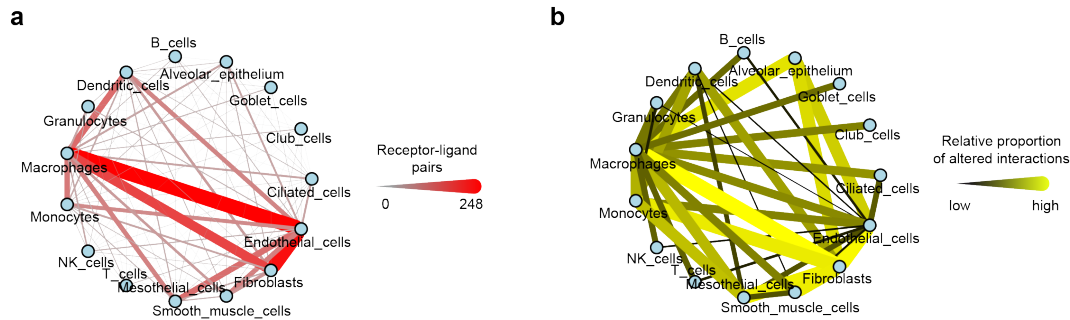 a
B_cells
Dendritic_cells
Alveolar_epithelium
Goblet_cells
Granulocytes
Club_cells
Macrophages
Ciliated_cells
Monocytes
Endothelial_cells
NK_cells
T_cells
Mesothelial_cells
Fibroblasts
Smooth_muscle_cells
Receptor-ligand
pairs
0 248
b
B_cells
Dendritic_cells
Alveolar_epithelium
Goblet_cells
Granulocytes
Club_cells
Macrophages
Ciliated_cells
Monocytes
Endothelial_cells
NK_cells
T_cells
Mesothelial_cells
Fibroblasts
Smooth_muscle_cells
Relative proportion
of altered interactions
low high